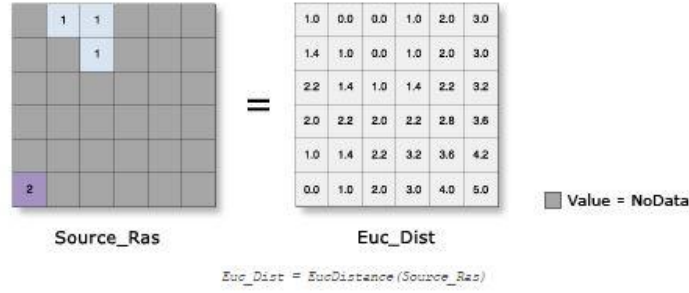 1 1
1
2
Source_Ras
=
1.0 0.0 0.0 1.0 2.0 3.0
1.4 1.0 0.0 1.0 2.0 3.0
2.2 1.4 1.0 1.4 2.2 3.2
2.0 2.2 2.0 2.2 2.8 3.6
1.0 1.4 2.2 3.2 3.6 4.2
0.0 1.0 2.0 3.0 4.0 5.0
Euc_Dist
Value = NoData
Euc_Dist = EucDistance(Source_Ras)